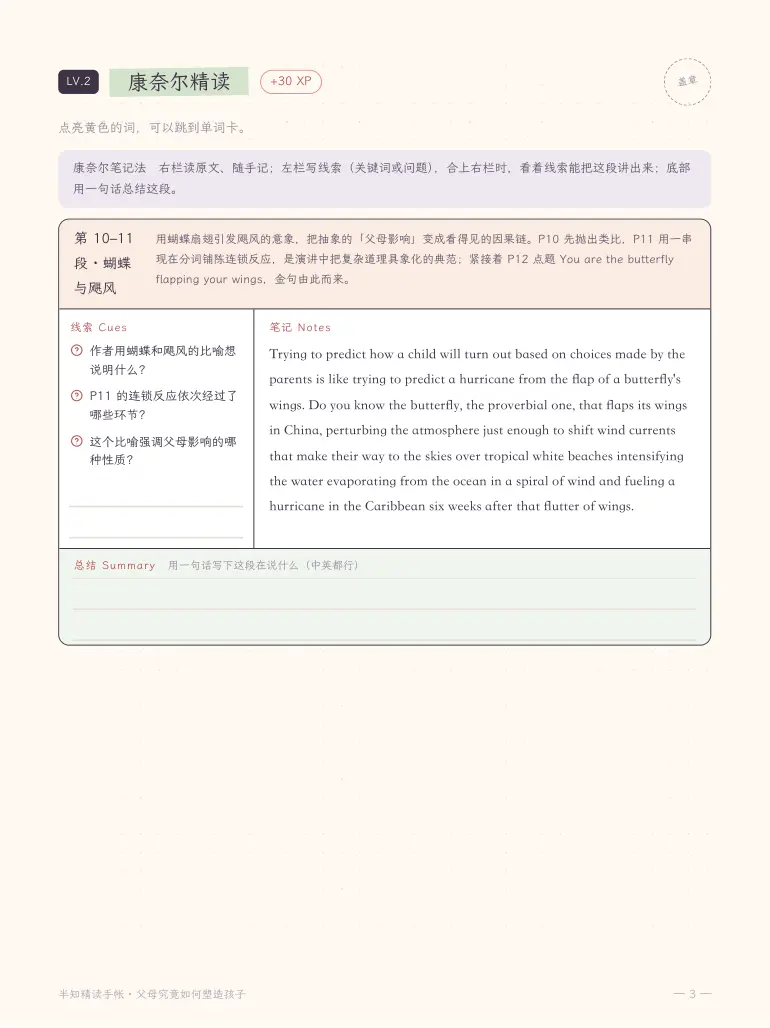 LV.2 康奈尔精读 +30 XP 盖章
点亮黄色的词，可以跳到单词卡。
康奈尔笔记法 右栏读原文、随手记；左栏写线索（关键词或问题），合上右栏时，看着线索能把这段讲出来；底部
用一句话总结这段。
第 10–11
段·蝴蝶
与飓风
用蝴蝶扇翅引发飓风的意象，把抽象的「父母影响」变成看得见的因果链。P10 先抛出类比，P11 用一串
现在分词铺陈连锁反应，是演讲中把复杂道理具象化的典范；紧接着 P12 点题 You are the butterfly
flapping your wings，金句由此而来。
线索 Cues
作者用蝴蝶和飓风的比喻想
说明什么？
P11 的连锁反应依次经过了
哪些环节？
这个比喻强调父母影响的哪
种性质？
笔记 Notes
Trying to predict how a child will turn out based on choices made by the
parents is like trying to predict a hurricane from the flap of a butterfly's
wings. Do you know the butterfly, the proverbial one, that flaps its wings
in China, perturbing the atmosphere just enough to shift wind currents
that make their way to the skies over tropical white beaches intensifying
the water evaporating from the ocean in a spiral of wind and fueling a
hurricane in the Caribbean six weeks after that flutter of wings.
总结 Summary 用一句话写下这段在说什么（中英都行）
半知精读手帐·父母究竟如何塑造孩子
— 3 —